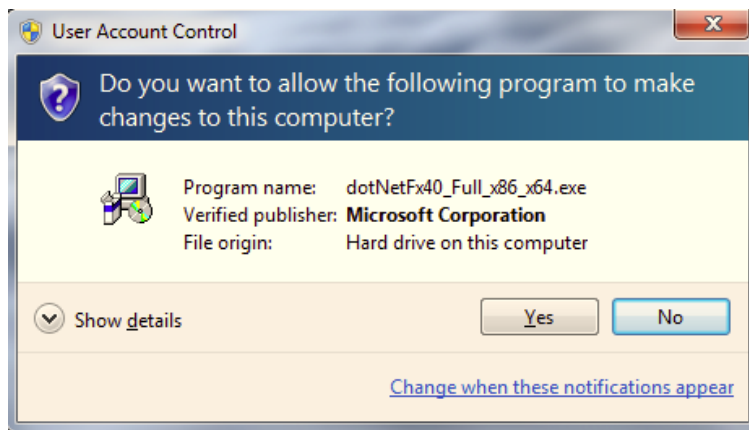 User Account Control
Do you want to allow the following program to make
changes to this computer?
Program name: dotNetFx40_Full_x86_x64.exe
Verified publisher: Microsoft Corporation
File origin: Hard drive on this computer
Show details
Yes
No
Change when these notifications appear